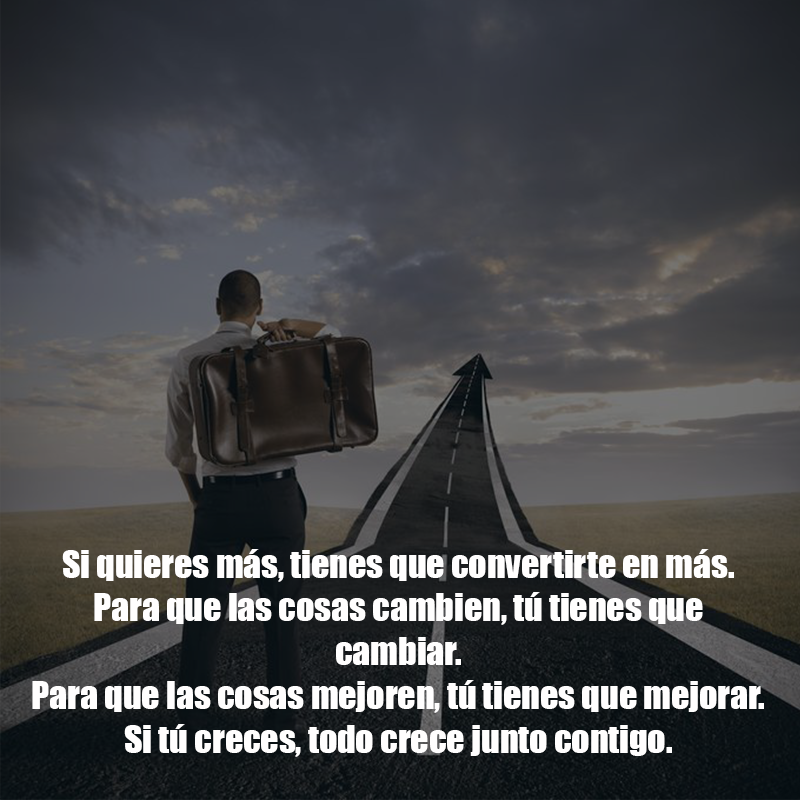 Si quieres más, tienes que convertirte en más.
Para que las cosas cambien, tú tienes que
cambiar.
Para que las cosas mejoren, tú tienes que mejorar.
Si tú creces, todo crece junto contigo.